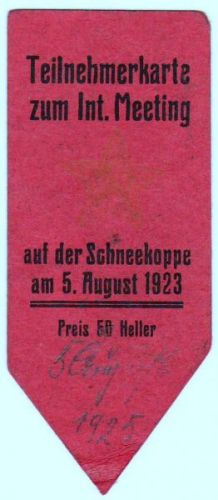 Teilnehmerkarte
zum Int. Meeting
auf der Schneekoppe
am 5. August 1923
Preis 50 Heller
1925